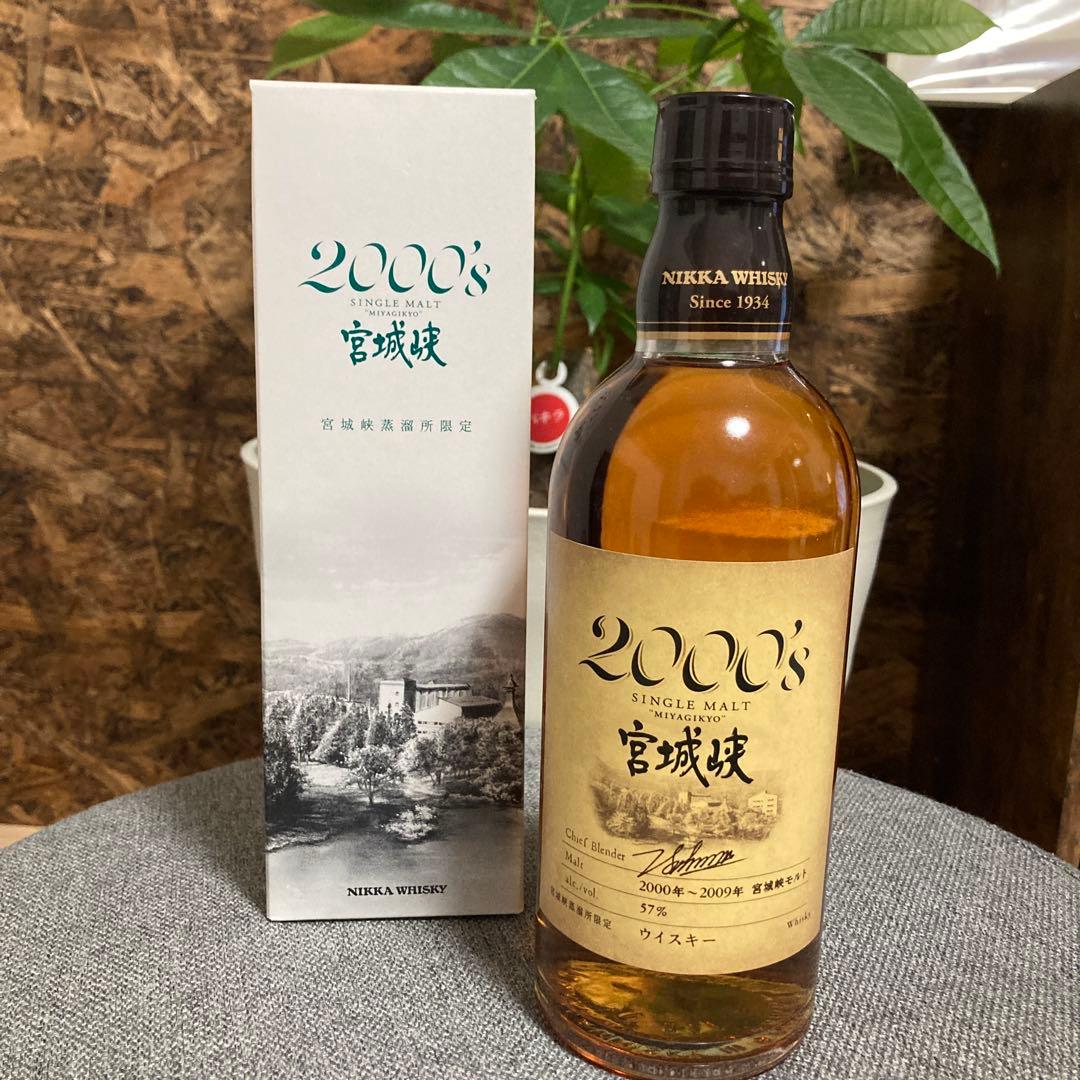 2000's
SINGLE MALT
"MIYAGIKYO"
宮城峡
宮城峡蒸溜所限定
NIKKA WHISKY
NIKKA WHISKY
Since 1934
2000's
SINGLE MALT
"MIYAGIKYO"
宮城峡
Chief Blender
Malt 2000年〜2009年 宮城峡モルト
alc./vol. 57%
宮城峡蒸溜所限定 ウイスキー Whisky